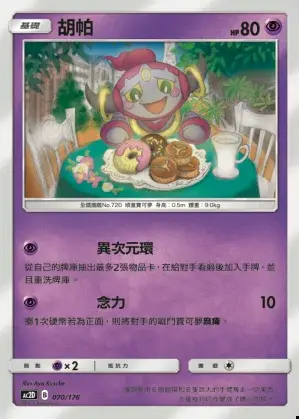 基礎 胡帕 HP80
全國圖鑑No.720 惡作劇寶可夢 身高：0.5m 體重：9.0kg
異次元環
從自己的牌庫抽出最多2張物品卡，在給對手看過後加入手牌。並
且重洗牌庫。
念力 10
擲1次硬幣若為正面，則將對手的戰鬥寶可夢麻痺。
弱點 ×2 抵抗力 撤退
AC2D B 070/176